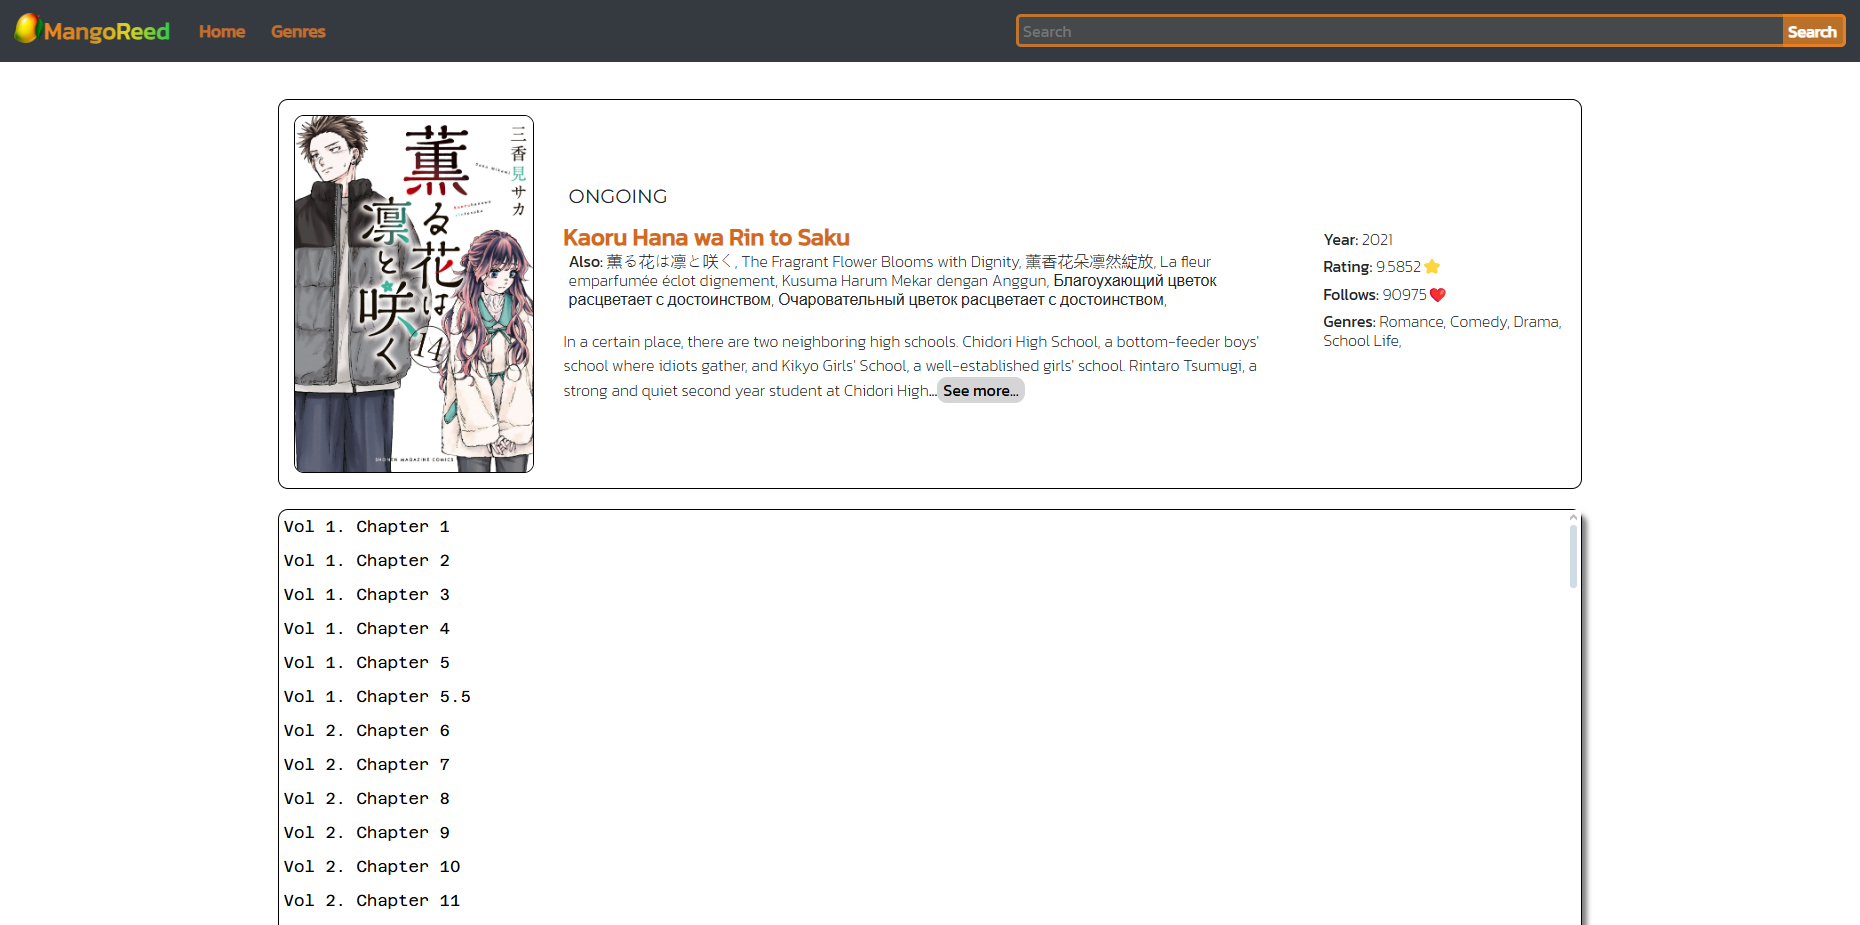 MangoReed
Home
Genres
Search
Search
三香見サカ
薫る花は凛と咲く
14
ONGOING
Kaoru Hana wa Rin to Saku
Also: 薫る花は凛と咲く, The Fragrant Flower Blooms with Dignity, 薰香花朵凛然綻放, La fleur
emparfumée éclot dignement, Kusuma Harum Mekar dengan Anggun, Благоухающий цветок
расцветает с достоинством, Очаровательный цветок расцветает с достоинством,
In a certain place, there are two neighboring high schools. Chidori High School, a bottom-feeder boys'
school where idiots gather, and Kikyo Girls' School, a well-established girls' school. Rintaro Tsumugi, a
strong and quiet second year student at Chidori High... See more...
Year: 2021
Rating: 9.5852⭐
Follows: 90975❤️
Genres: Romance, Comedy, Drama,
School Life,
Vol 1. Chapter 1
Vol 1. Chapter 2
Vol 1. Chapter 3
Vol 1. Chapter 4
Vol 1. Chapter 5
Vol 1. Chapter 5.5
Vol 2. Chapter 6
Vol 2. Chapter 7
Vol 2. Chapter 8
Vol 2. Chapter 9
Vol 2. Chapter 10
Vol 2. Chapter 11